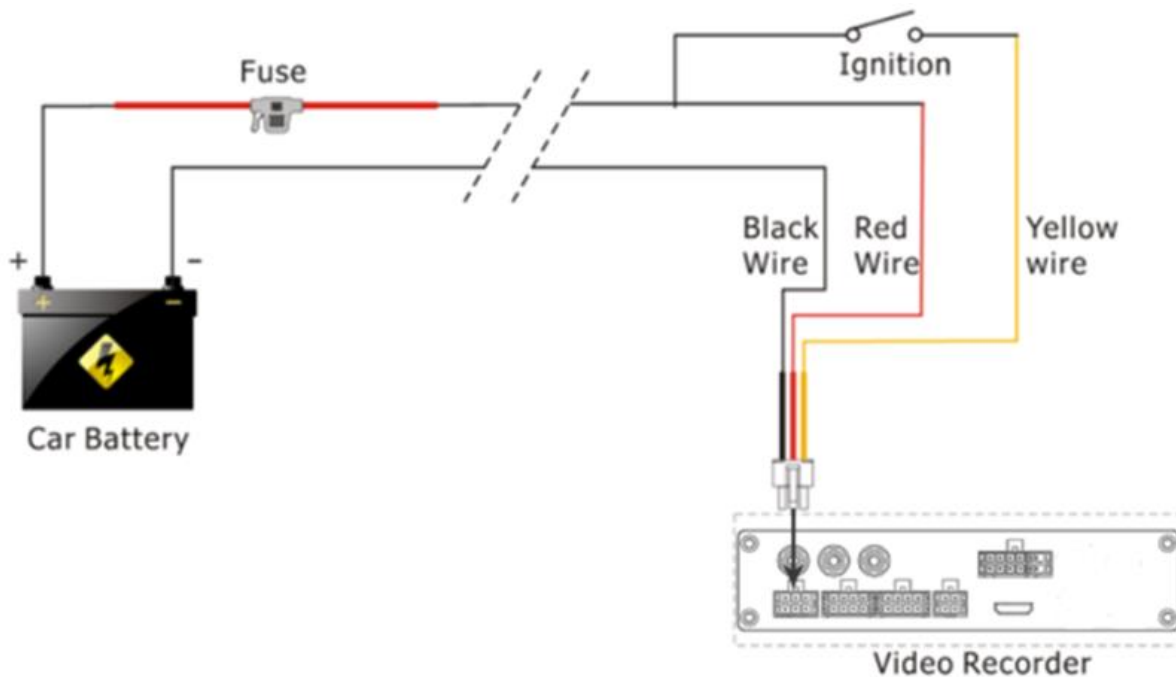 Ignition
Fuse
Black
Wire
Red
Wire
Yellow
wire
+
-
+
-
Car Battery
Video Recorder